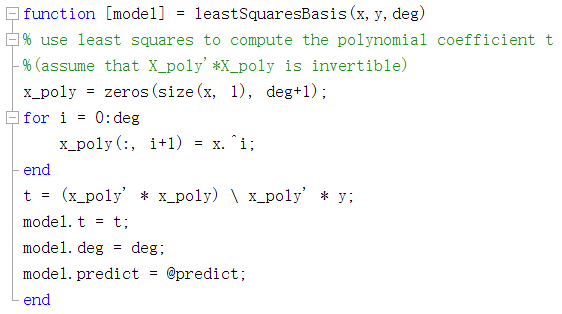 function [model] = leastSquaresBasis(x,y,deg)
% use least squares to compute the polynomial coefficient t
%(assume that X_poly'*X_poly is invertible)
x_poly = zeros(size(x, 1), deg+1);
for i = 0:deg
    x_poly(:, i+1) = x.^i;
end
t = (x_poly' * x_poly) \ x_poly' * y;
model.t = t;
model.deg = deg;
model.predict = @predict;
end